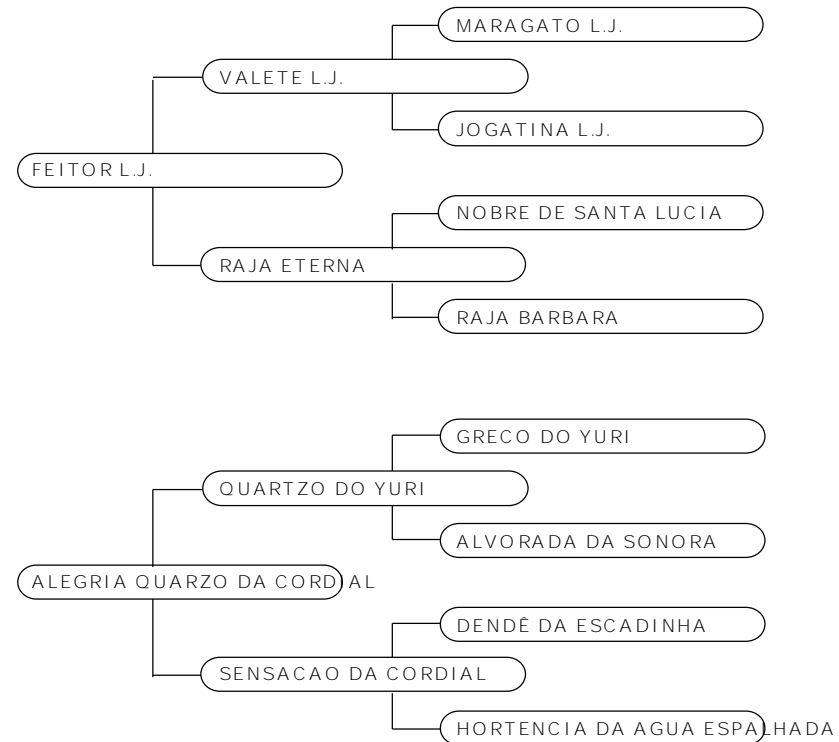 MARAGATO L.J.
VALETE L.J.
JOGATINA L.J.
FEITOR L.J.
NOBRE DE SANTA LUCIA
RAJA ETERNA
RAJA BARBARA
GRECO DO YURI
QUARTZO DO YURI
ALVORADA DA SONORA
ALEGRIA QUARZO DA CORDIAL
DENDÊ DA ESCADINHA
SENSACAO DA CORDIAL
HORTENCIA DA AGUA ESPALHADA